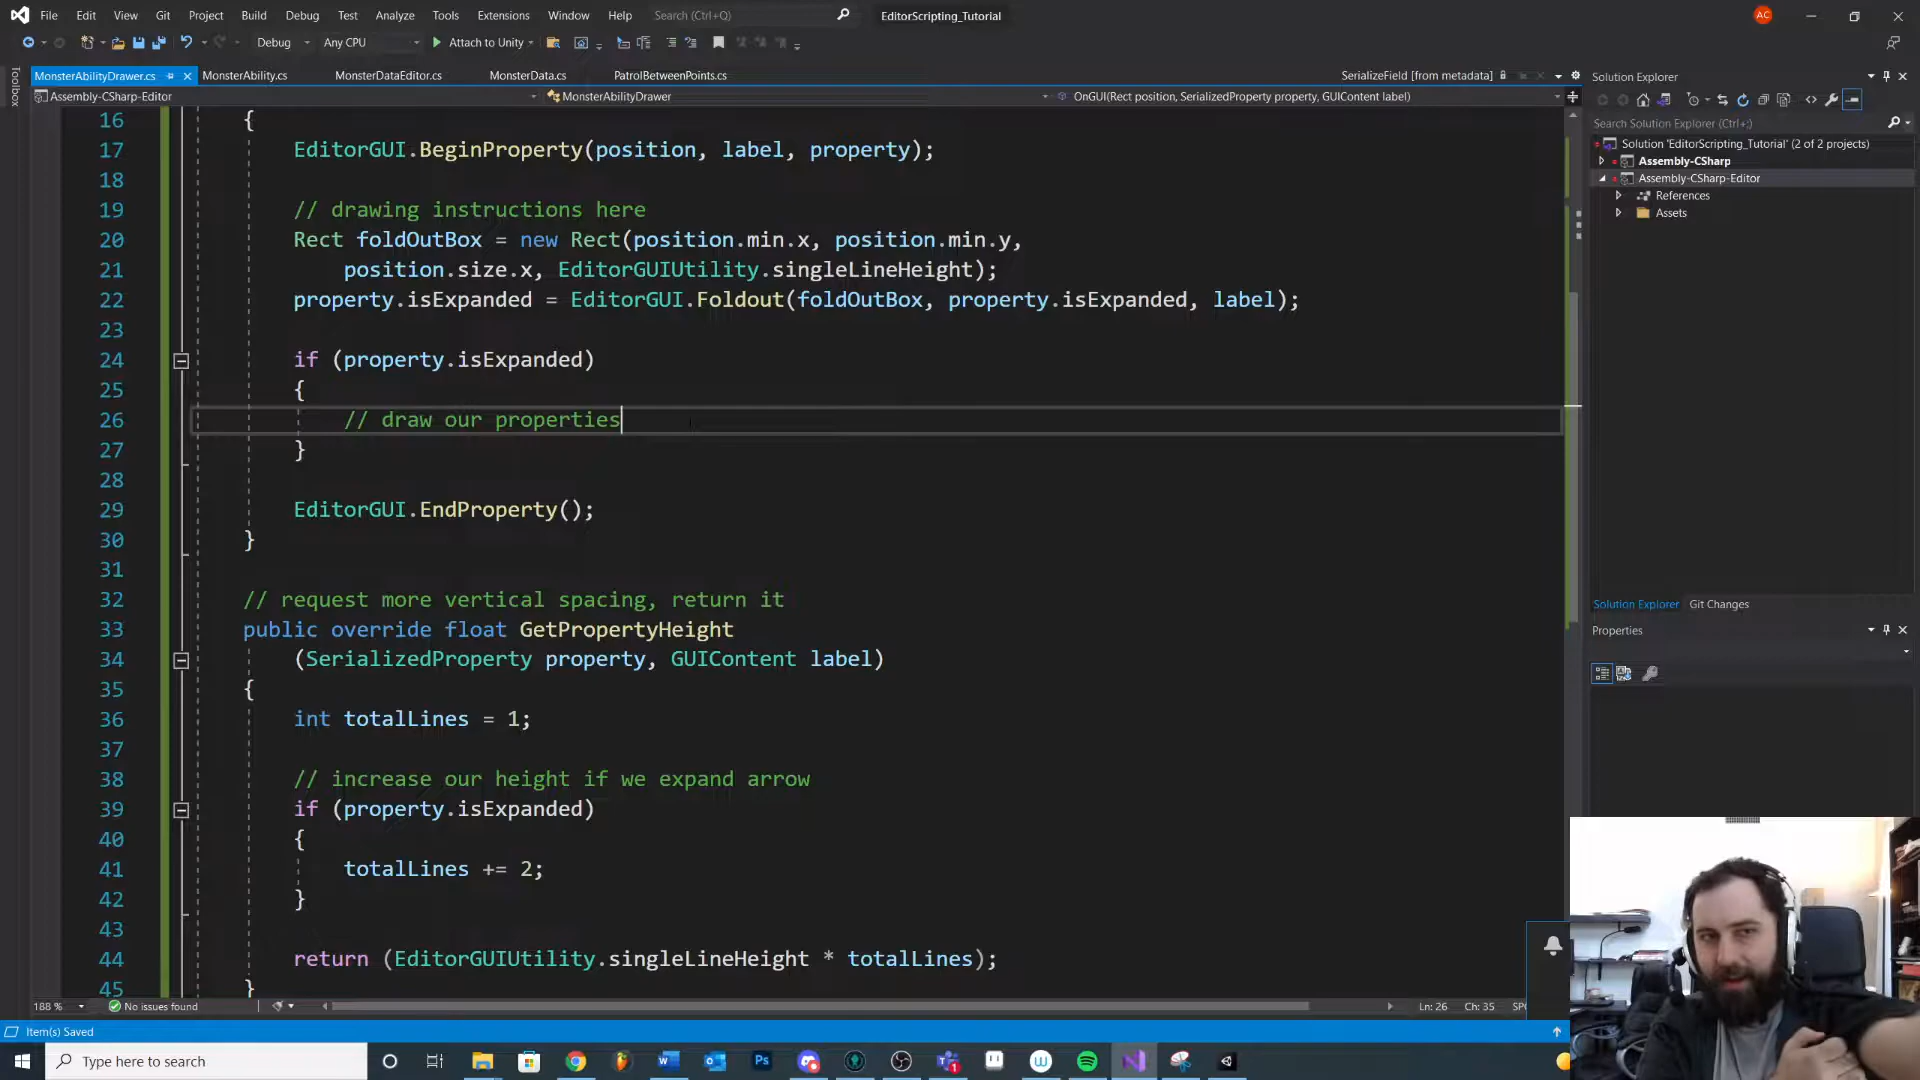 File Edit View Git Project Build Debug Test Analyze Tools Extensions Window Help Search (Ctrl+Q) EditorScripting_Tutorial AC
Debug Any CPU Attach to Unity
Toolbox
MonsterAbilityDrawer.cs MonsterAbility.cs MonsterDataEditor.cs MonsterData.cs PatrolBetweenPoints.cs SerializeField [from metadata]
Assembly-CSharp-Editor MonsterAbilityDrawer OnGUI(Rect position, SerializedProperty property, GUIContent label)
16 {
17 EditorGUI.BeginProperty(position, label, property);
18
19 // drawing instructions here
20 Rect foldOutBox = new Rect(position.min.x, position.min.y,
21 position.size.x, EditorGUIUtility.singleLineHeight);
22 property.isExpanded = EditorGUI.Foldout(foldOutBox, property.isExpanded, label);
23
24 if (property.isExpanded)
25 {
26 // draw our properties
27 }
28
29 EditorGUI.EndProperty();
30 }
31
32 // request more vertical spacing, return it
33 public override float GetPropertyHeight
34 (SerializedProperty property, GUIContent label)
35 {
36 int totalLines = 1;
37
38 // increase our height if we expand arrow
39 if (property.isExpanded)
40 {
41 totalLines += 2;
42 }
43
44 return (EditorGUIUtility.singleLineHeight * totalLines);
45 }
188 % No issues found Ln: 26 Ch: 35
Item(s) Saved
Solution Explorer
Search Solution Explorer (Ctrl+;)
Solution 'EditorScripting_Tutorial' (2 of 2 projects)
Assembly-CSharp
Assembly-CSharp-Editor
References
Assets
Solution Explorer Git Changes
Properties
Type here to search